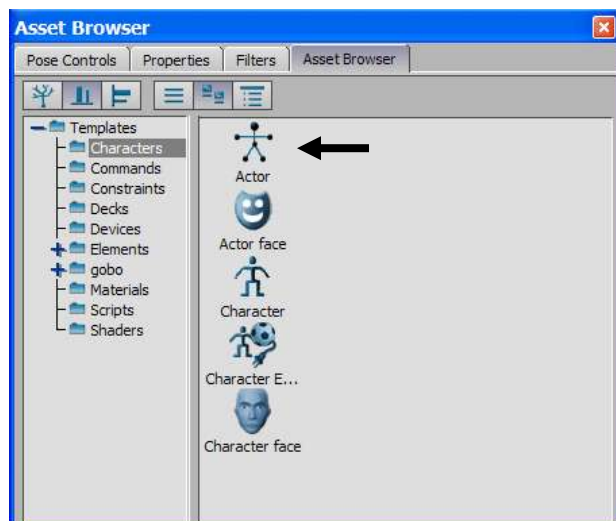 Asset Browser
Pose Controls Properties Filters Asset Browser
Templates
Characters
Commands
Constraints
Decks
Devices
Elements
gobo
Materials
Scripts
Shaders
Actor
Actor face
Character
Character E...
Character face